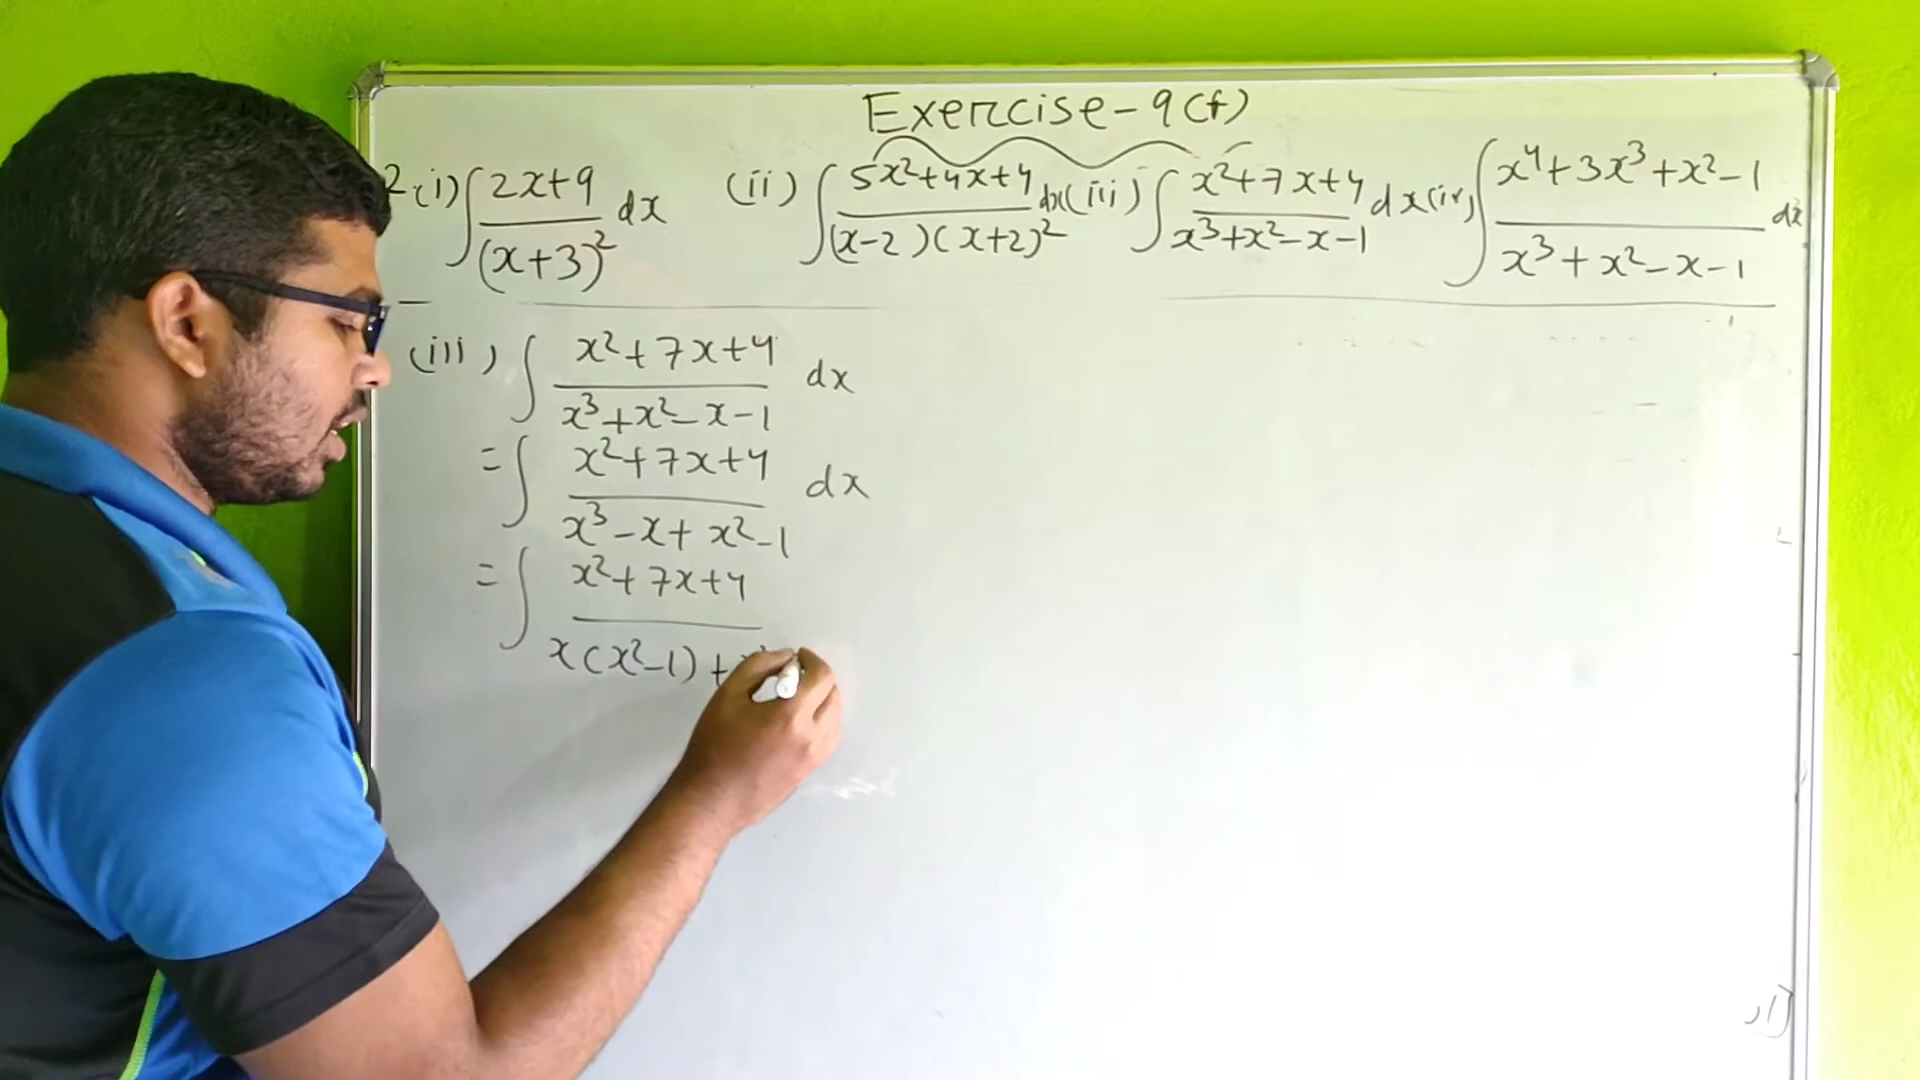 Exercise-9(f)
2(i) ∫ 2x+9 / (x+3)² dx (ii) ∫ 5x²+4x+4 / (x-2)(x+2)² dx (iii) ∫ x²+7x+4 / x³+x²-x-1 dx (iv) ∫ x⁴+3x³+x²-1 / x³+x²-x-1 dx
(iii) ∫ x²+7x+4 / x³+x²-x-1 dx
= ∫ x²+7x+4 / x³-x+x²-1 dx
= ∫ x²+7x+4 / x(x²-1)+